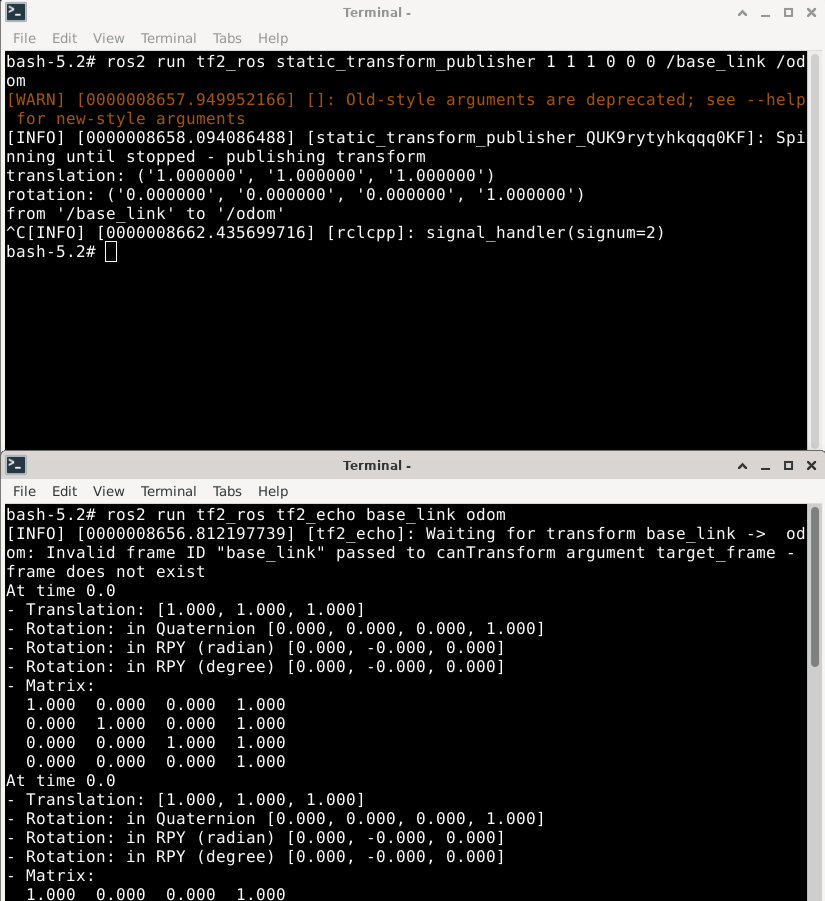 Terminal -
File Edit View Terminal Tabs Help
bash-5.2# ros2 run tf2_ros static_transform_publisher 1 1 1 0 0 0 /base_link /od
om
[WARN] [0000008657.949952166] []: Old-style arguments are deprecated; see --help
 for new-style arguments
[INFO] [0000008658.094086488] [static_transform_publisher_QUK9rytyhkqqq0KF]: Spi
nning until stopped - publishing transform
translation: ('1.000000', '1.000000', '1.000000')
rotation: ('0.000000', '0.000000', '0.000000', '1.000000')
from '/base_link' to '/odom'
^C[INFO] [0000008662.435699716] [rclcpp]: signal_handler(signum=2)
bash-5.2#
Terminal -
File Edit View Terminal Tabs Help
bash-5.2# ros2 run tf2_ros tf2_echo base_link odom
[INFO] [0000008656.812197739] [tf2_echo]: Waiting for transform base_link ->  od
om: Invalid frame ID "base_link" passed to canTransform argument target_frame -
frame does not exist
At time 0.0
- Translation: [1.000, 1.000, 1.000]
- Rotation: in Quaternion [0.000, 0.000, 0.000, 1.000]
- Rotation: in RPY (radian) [0.000, -0.000, 0.000]
- Rotation: in RPY (degree) [0.000, -0.000, 0.000]
- Matrix:
  1.000  0.000  0.000  1.000
  0.000  1.000  0.000  1.000
  0.000  0.000  1.000  1.000
  0.000  0.000  0.000  1.000
At time 0.0
- Translation: [1.000, 1.000, 1.000]
- Rotation: in Quaternion [0.000, 0.000, 0.000, 1.000]
- Rotation: in RPY (radian) [0.000, -0.000, 0.000]
- Rotation: in RPY (degree) [0.000, -0.000, 0.000]
- Matrix:
  1.000  0.000  0.000  1.000